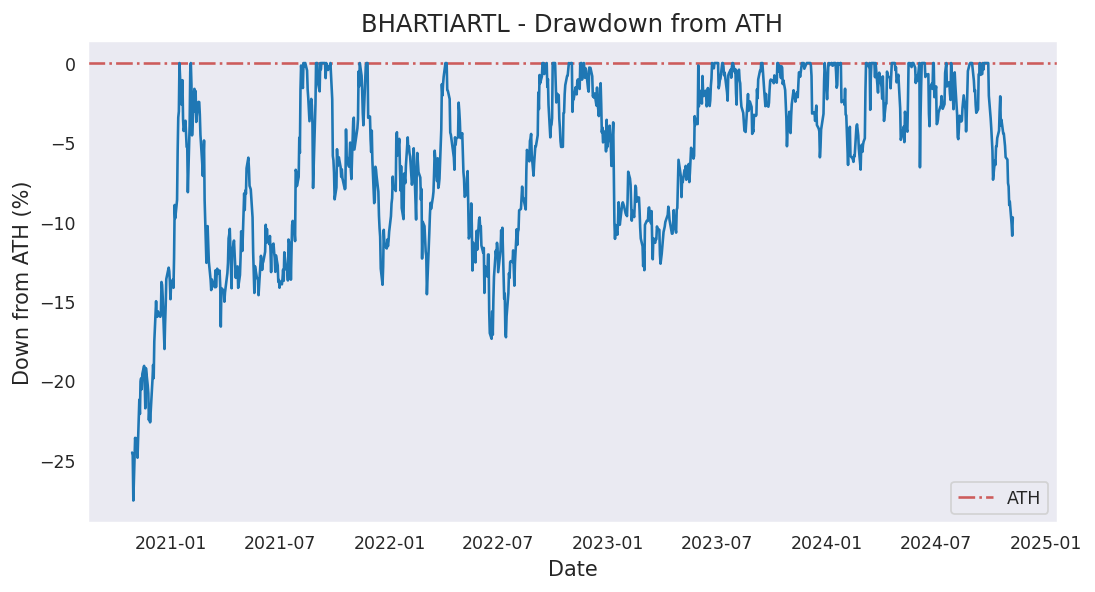 BHARTIARTL - Drawdown from ATH
Down from ATH (%)
0
−5
−10
−15
−20
−25
ATH
2021-01 2021-07 2022-01 2022-07 2023-01 2023-07 2024-01 2024-07 2025-01
Date